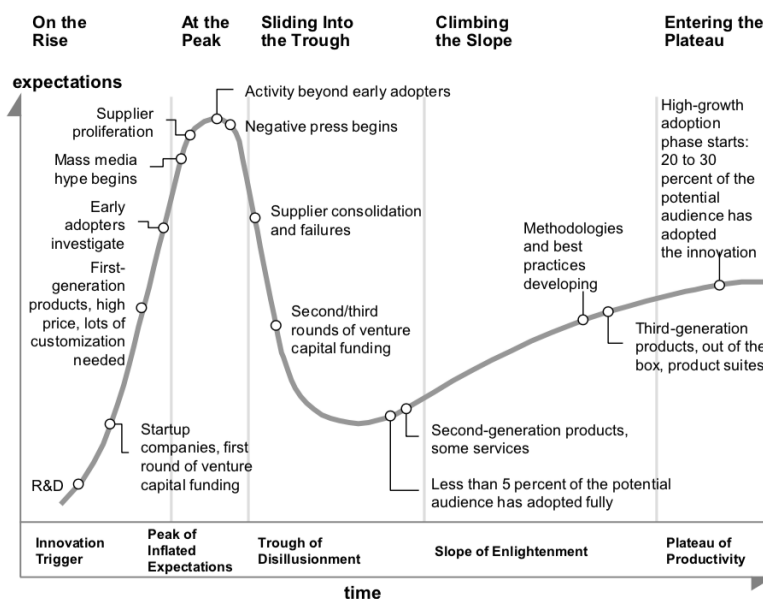 On the
Rise
At the
Peak
Sliding Into
the Trough
Climbing
the Slope
Entering the
Plateau
expectations
Activity beyond early adopters
Supplier
proliferation
Negative press begins
Mass media
hype begins
Early
adopters
investigate
Supplier consolidation
and failures
First-
generation
products, high
price, lots of
customization
needed
Second/third
rounds of venture
capital funding
Startup
companies, first
round of venture
capital funding
R&D
Methodologies
and best
practices
developing
High-growth
adoption
phase starts:
20 to 30
percent of the
potential
audience has
adopted
the innovation
Third-generation
products, out of the
box, product suites
Second-generation products,
some services
Less than 5 percent of the potential
audience has adopted fully
Innovation
Trigger
Peak of
Inflated
Expectations
Trough of
Disillusionment
Slope of Enlightenment
Plateau of
Productivity
time